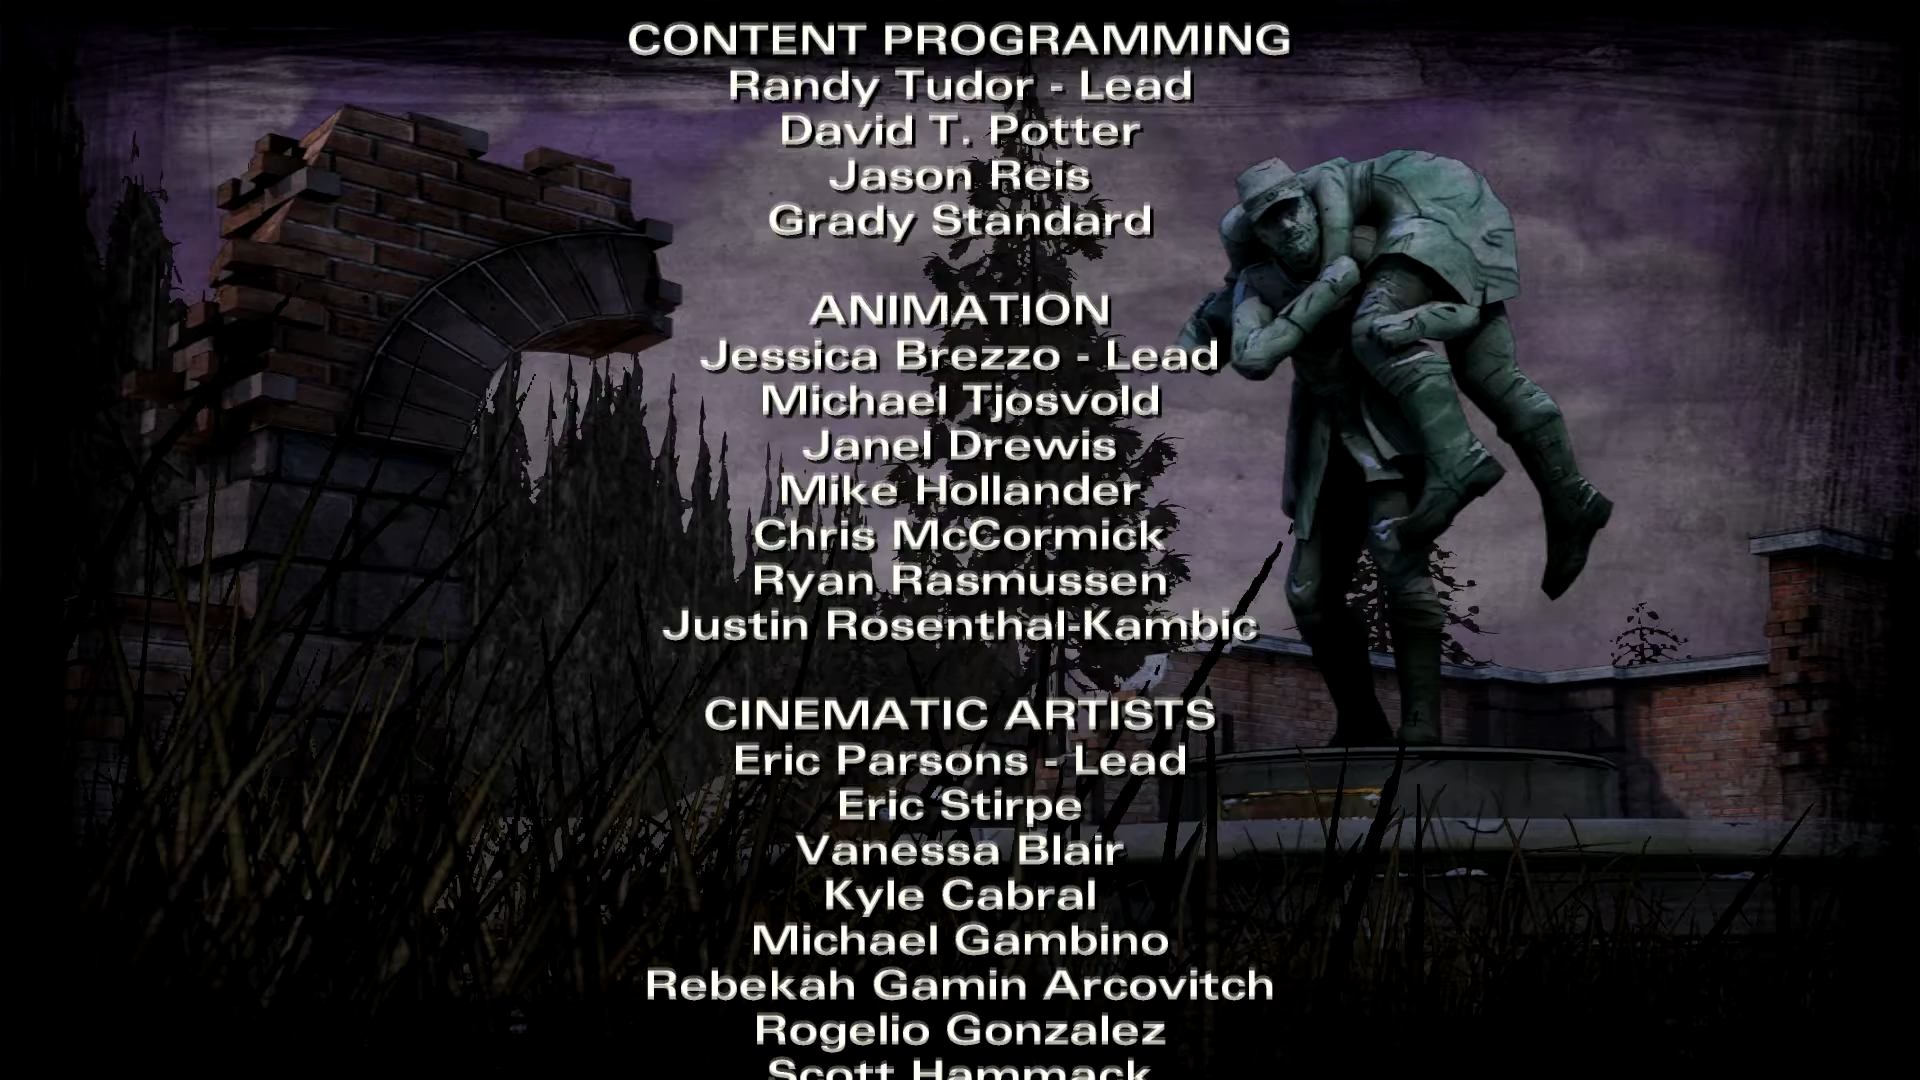 CONTENT PROGRAMMING
Randy Tudor - Lead
David T. Potter
Jason Reis
Grady Standard
ANIMATION
Jessica Brezzo - Lead
Michael Tjosvold
Janel Drewis
Mike Hollander
Chris McCormick
Ryan Rasmussen
Justin Rosenthal-Kambic
CINEMATIC ARTISTS
Eric Parsons - Lead
Eric Stirpe
Vanessa Blair
Kyle Cabral
Michael Gambino
Rebekah Gamin Arcovitch
Rogelio Gonzalez
Scott Hammack